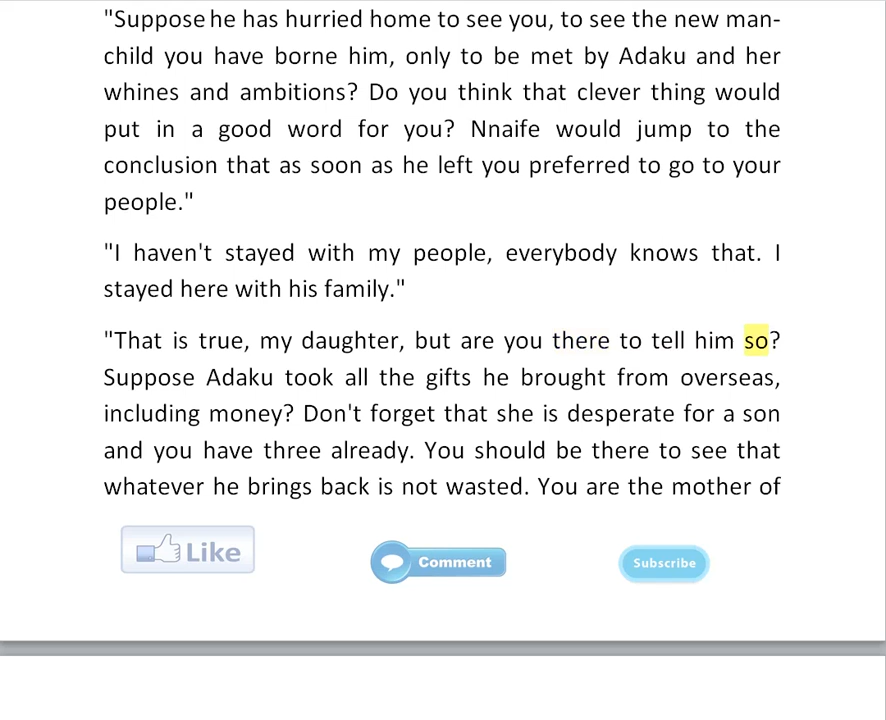 "Suppose he has hurried home to see you, to see the new man-
child you have borne him, only to be met by Adaku and her
whines and ambitions? Do you think that clever thing would
put in a good word for you? Nnaife would jump to the
conclusion that as soon as he left you preferred to go to your
people."
"I haven't stayed with my people, everybody knows that. I
stayed here with his family."
"That is true, my daughter, but are you there to tell him so?
Suppose Adaku took all the gifts he brought from overseas,
including money? Don't forget that she is desperate for a son
and you have three already. You should be there to see that
whatever he brings back is not wasted. You are the mother of
Like
Comment
Subscribe